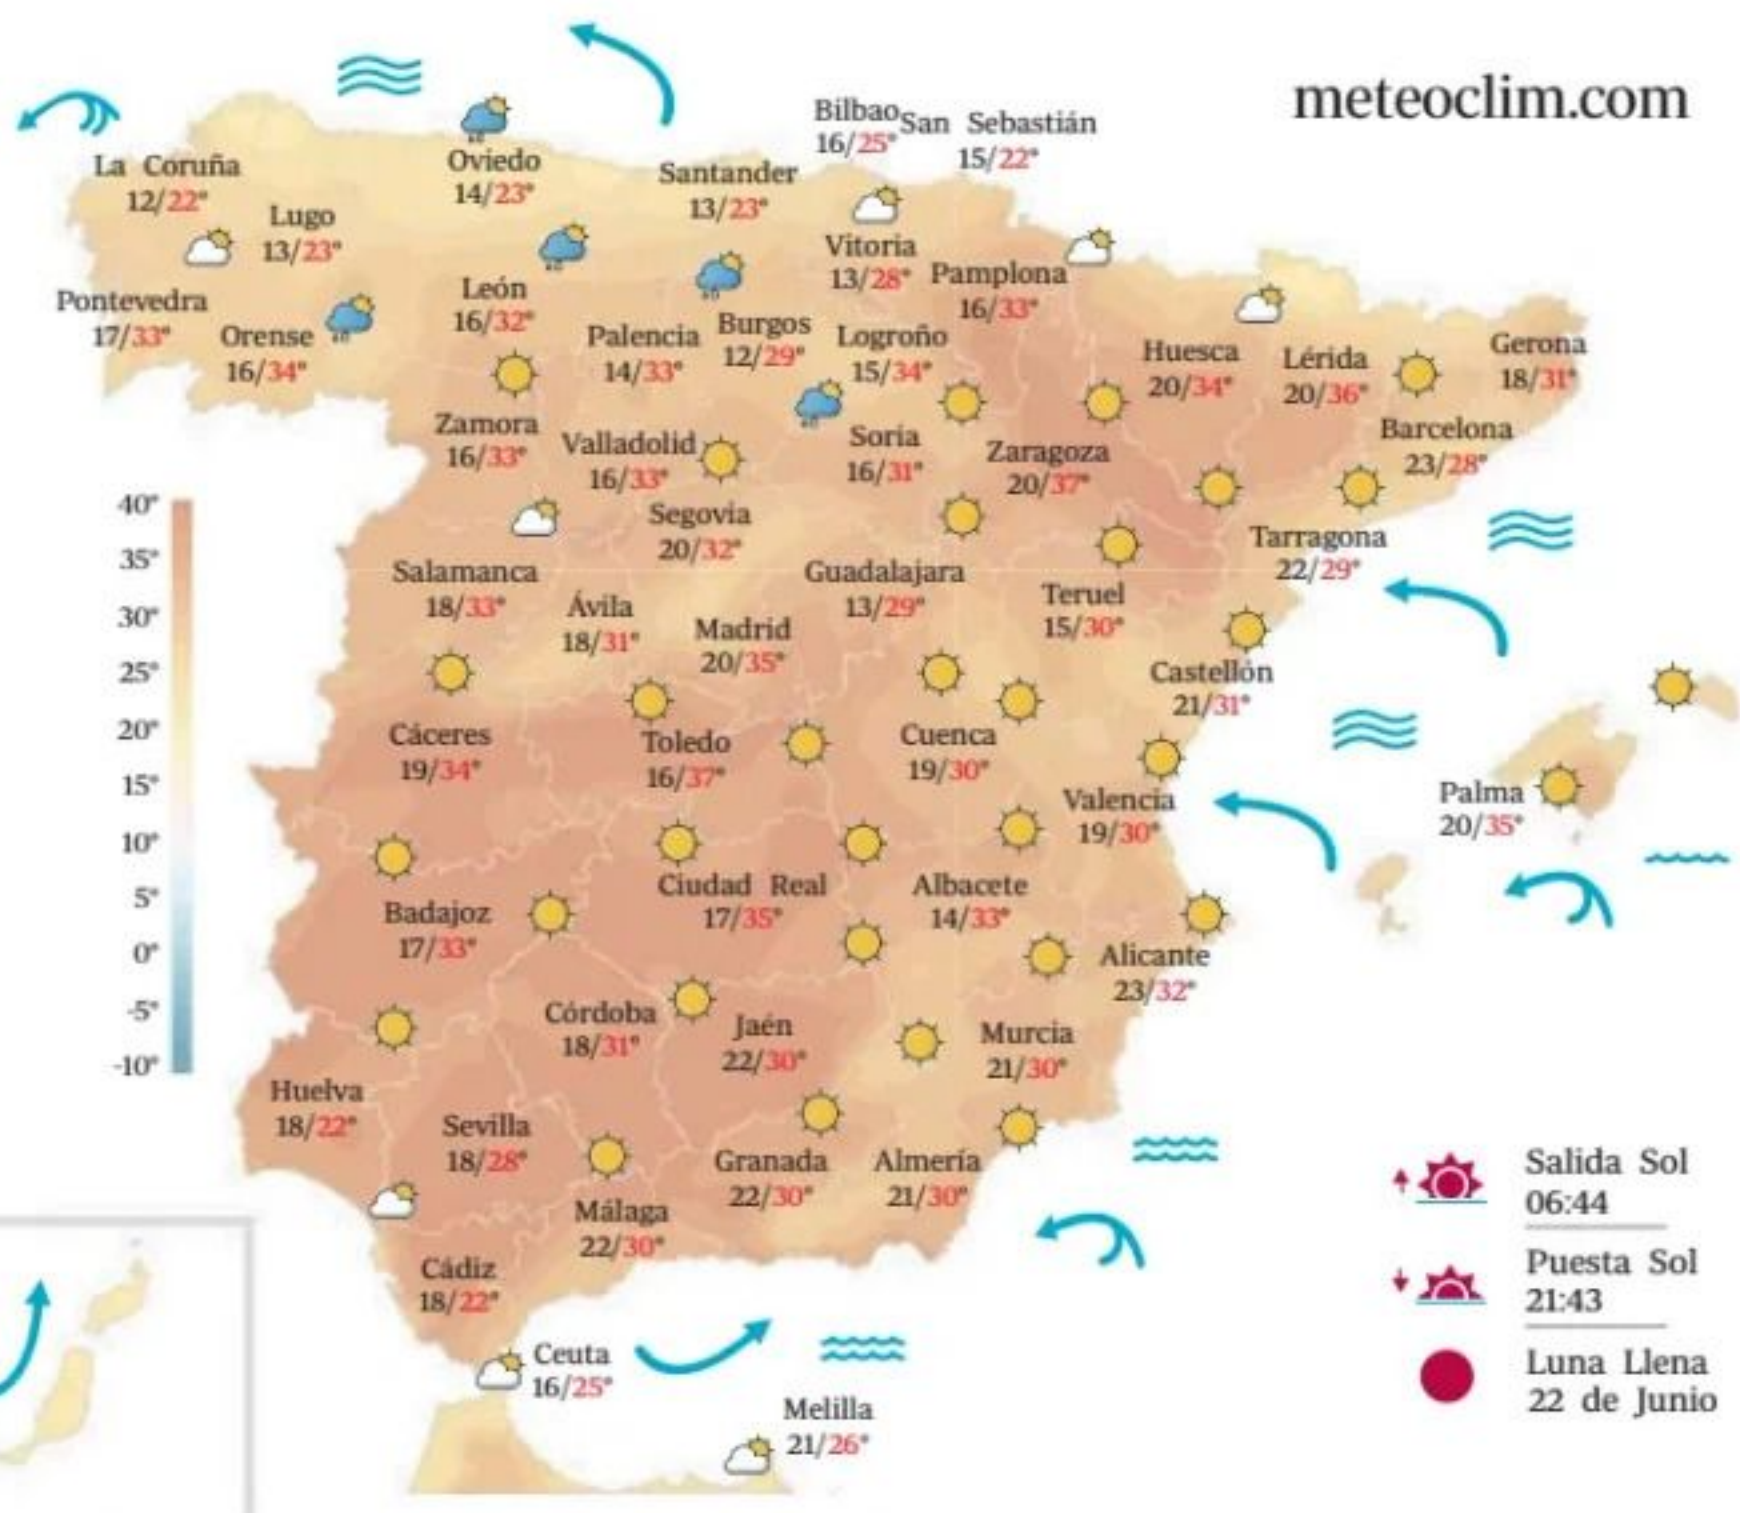 meteoclim.com
Bilbao
16/25°
San Sebastián
15/22°
La Coruña
12/22°
Oviedo
14/23°
Santander
13/23°
Lugo
13/23°
Vitoria
13/28°
Pamplona
16/33°
Pontevedra
17/33°
Orense
16/34°
León
16/32°
Palencia
14/33°
Burgos
12/29°
Logroño
15/34°
Huesca
20/34°
Lérida
20/36°
Gerona
18/31°
Zamora
16/33°
Valladolid
16/33°
Soria
16/31°
Zaragoza
20/37°
Barcelona
23/28°
Segovia
20/32°
Tarragona
22/29°
Salamanca
18/33°
Ávila
18/31°
Madrid
20/35°
Guadalajara
13/29°
Teruel
15/30°
Castellón
21/31°
Cáceres
19/34°
Toledo
16/37°
Cuenca
19/30°
Valencia
19/30°
Palma
20/35°
Badajoz
17/33°
Ciudad Real
17/35°
Albacete
14/33°
Alicante
23/32°
Córdoba
18/31°
Jaén
22/30°
Murcia
21/30°
Huelva
18/22°
Sevilla
18/28°
Granada
22/30°
Almería
21/30°
Málaga
22/30°
Cádiz
18/22°
Ceuta
16/25°
Melilla
21/26°
40°
35°
30°
25°
20°
15°
10°
5°
0°
-5°
-10°
Salida Sol
06:44
Puesta Sol
21:43
Luna Llena
22 de Junio